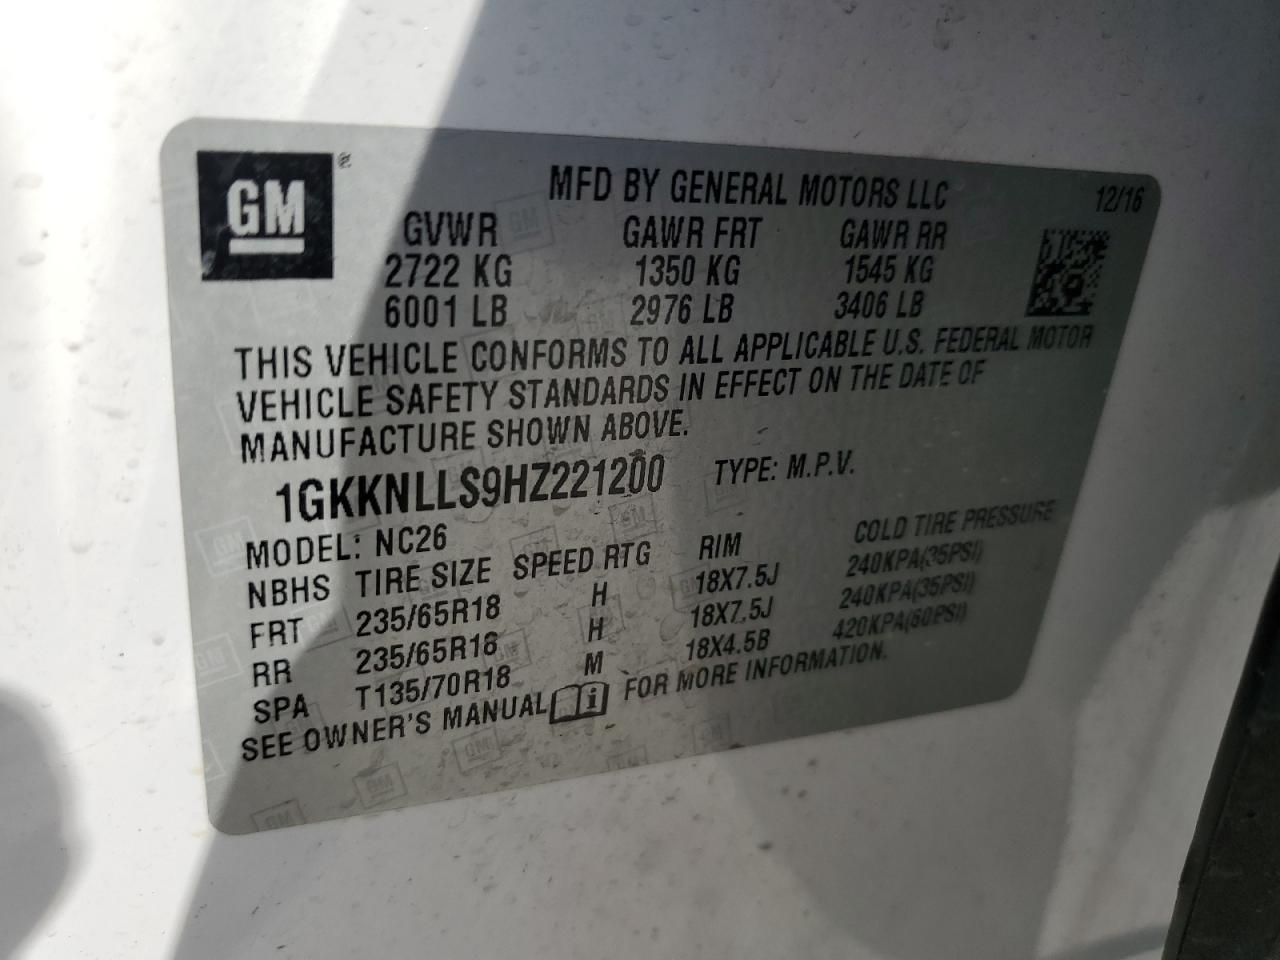 GM ®
MFD BY GENERAL MOTORS LLC 12/16
GVWR GAWR FRT GAWR RR
2722 KG 1350 KG 1545 KG
6001 LB 2976 LB 3406 LB
THIS VEHICLE CONFORMS TO ALL APPLICABLE U.S. FEDERAL MOTOR
VEHICLE SAFETY STANDARDS IN EFFECT ON THE DATE OF
MANUFACTURE SHOWN ABOVE.
1GKKNLLS9HZ221200 TYPE: M.P.V.
MODEL: NC26
NBHS TIRE SIZE SPEED RTG RIM COLD TIRE PRESSURE
FRT 235/65R18 H 18X7.5J 240KPA(35PSI)
RR 235/65R18 H 18X7.5J 240KPA(35PSI)
SPA T135/70R18 M 18X4.5B 420KPA(60PSI)
SEE OWNER'S MANUAL i FOR MORE INFORMATION.